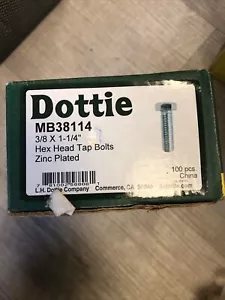 Dottie
MB38114
3/8 X 1-1/4"
Hex Head Tap Bolts
Zinc Plated
100 pcs
China
L.H. Dottie Company Commerce, CA